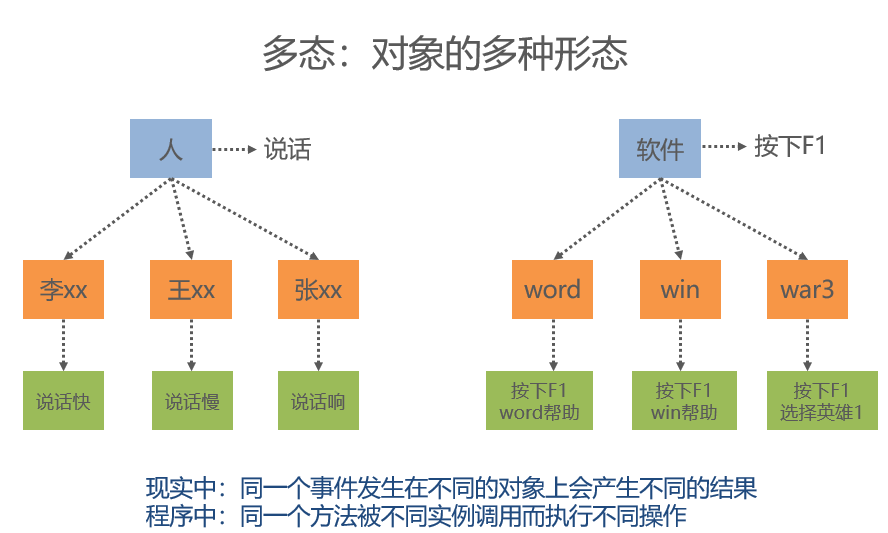 多态：对象的多种形态
人
说话
软件
按下F1
李xx
王xx
张xx
word
win
war3
说话快
说话慢
说话响
按下F1
word帮助
按下F1
win帮助
按下F1
选择英雄1
现实中：同一个事件发生在不同的对象上会产生不同的结果
程序中：同一个方法被不同实例调用而执行不同操作